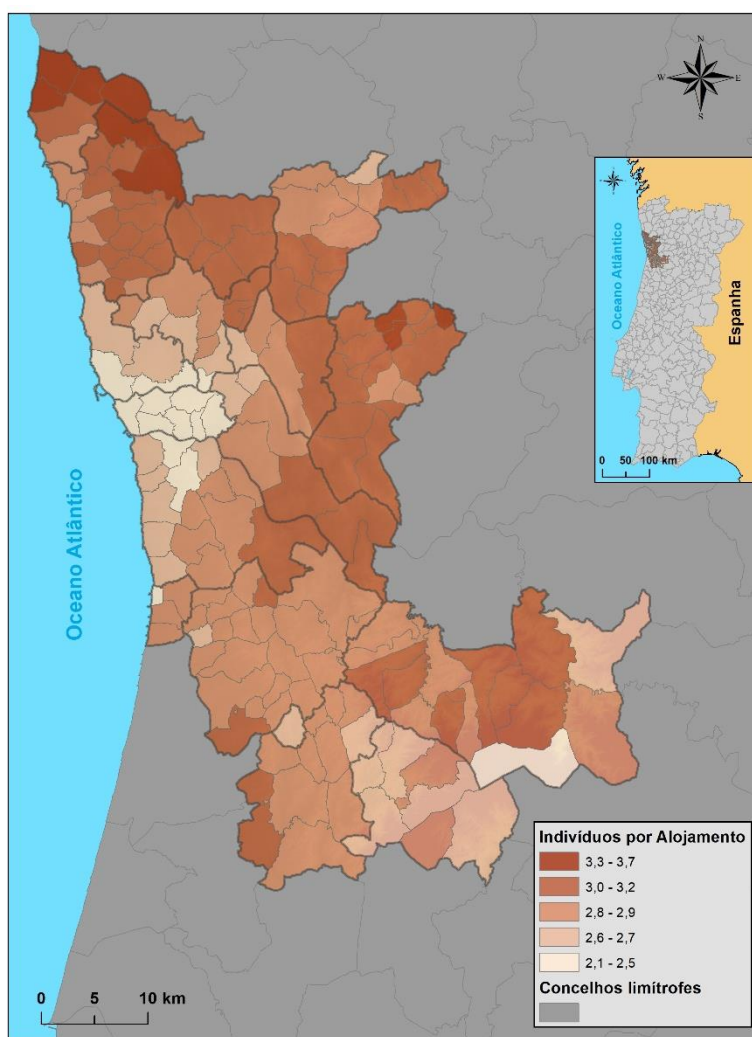 N
W E
S
Oceano Atlântico
Espanha
0 50 100 km
Oceano Atlântico
Indivíduos por Alojamento
3,3 - 3,7
3,0 - 3,2
2,8 - 2,9
2,6 - 2,7
2,1 - 2,5
Concelhos limítrofes
0 5 10 km